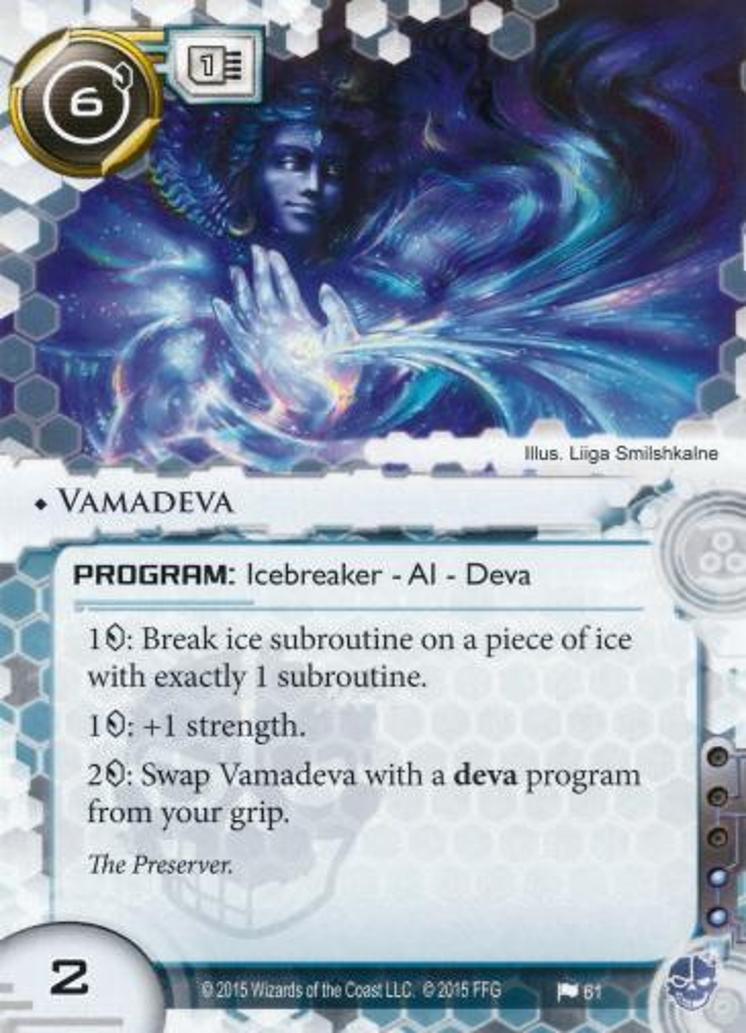 6
1
Illus. Liiga Smilshkalne
◆ VAMADEVA
PROGRAM: Icebreaker - AI - Deva
1: Break ice subroutine on a piece of ice
with exactly 1 subroutine.
1: +1 strength.
2: Swap Vamadeva with a deva program
from your grip.
The Preserver.
2
© 2015 Wizards of the Coast LLC. © 2015 FFG
61